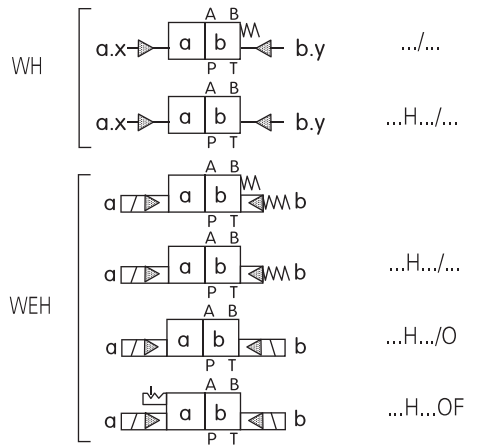 A B
a.x a b b.y .../...
P T
WH
A B
a.x a b b.y ...H.../...
P T
A B
a a b b
P T
A B
a a b b ...H.../...
P T
WEH
A B
a a b b ...H.../O
P T
A B
a a b b ...H...OF
P T